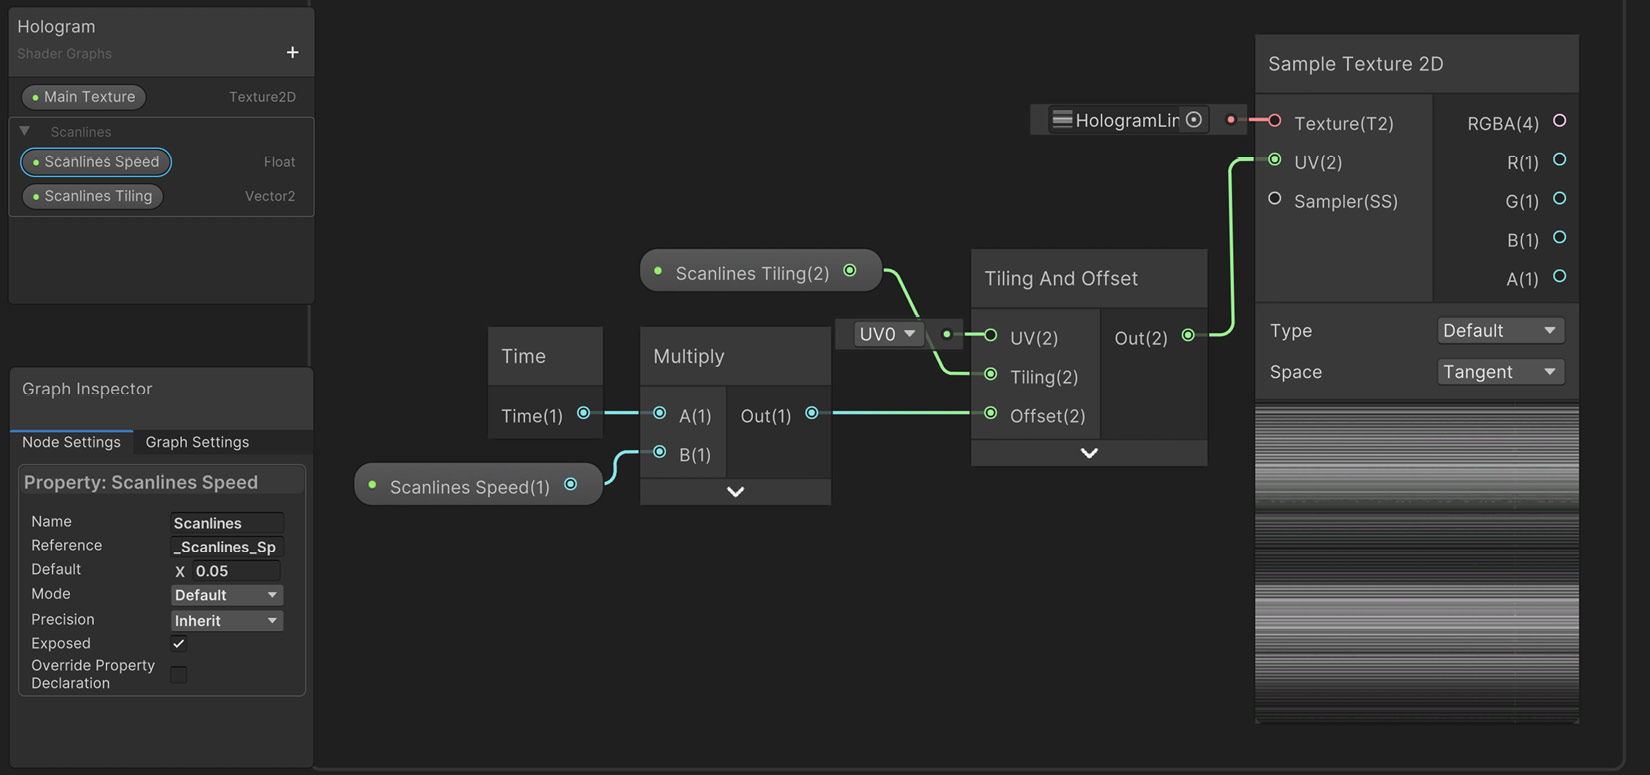 Hologram
Shader Graphs
+
Main Texture Texture2D
Scanlines
Scanlines Speed Float
Scanlines Tiling Vector2
Graph Inspector
Node Settings Graph Settings
Property: Scanlines Speed
Name Scanlines
Reference _Scanlines_Sp
Default X 0.05
Mode Default
Precision Inherit
Exposed
Override Property
Declaration
Time
Time(1)
Scanlines Speed(1)
Multiply
A(1) Out(1)
B(1)
Scanlines Tiling(2)
UV0
Tiling And Offset
UV(2) Out(2)
Tiling(2)
Offset(2)
HologramLin
Sample Texture 2D
Texture(T2) RGBA(4)
UV(2) R(1)
Sampler(SS) G(1)
B(1)
A(1)
Type Default
Space Tangent